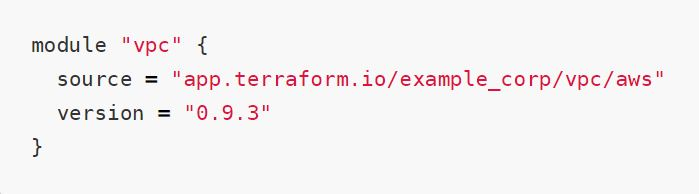 module "vpc" {
  source = "app.terraform.io/example_corp/vpc/aws"
  version = "0.9.3"
}